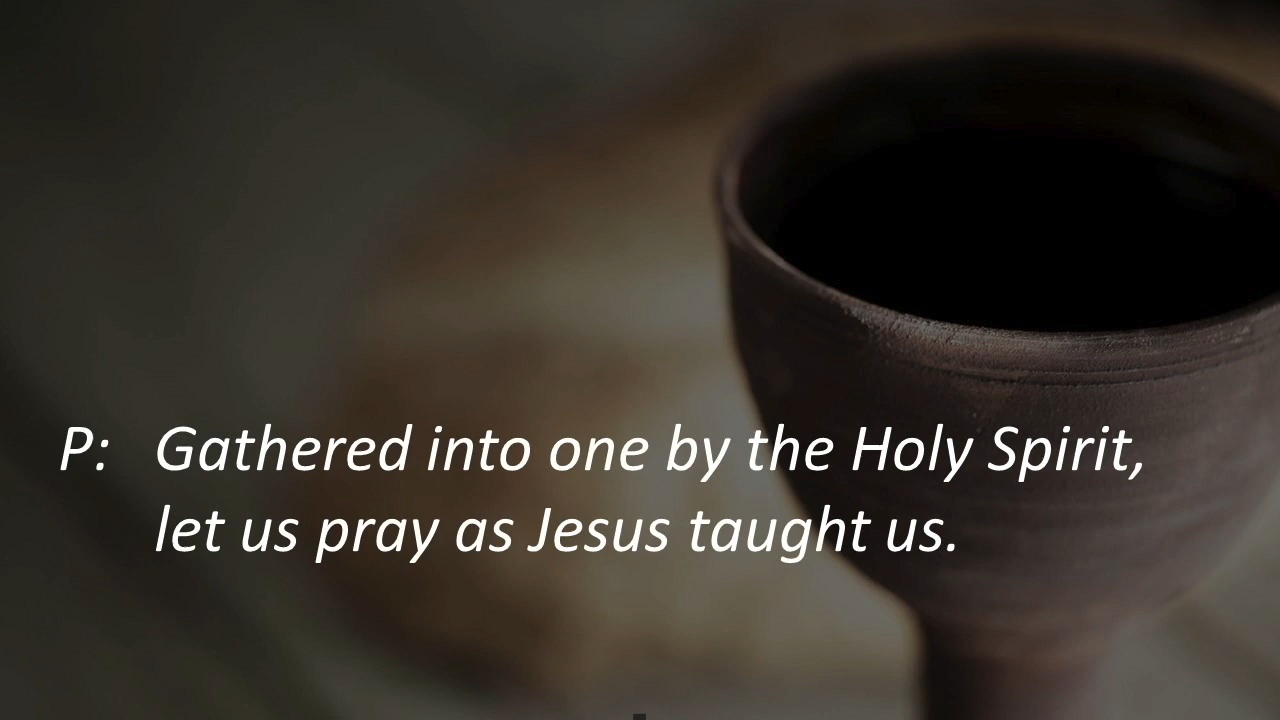 P: Gathered into one by the Holy Spirit,
let us pray as Jesus taught us.